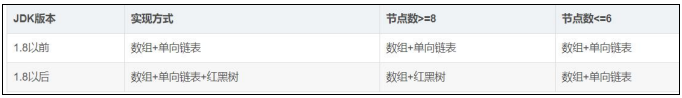 JDK版本 实现方式 节点数>=8 节点数<=6
1.8以前 数组+单向链表 数组+单向链表 数组+单向链表
1.8以后 数组+单向链表+红黑树 数组+红黑树 数组+单向链表